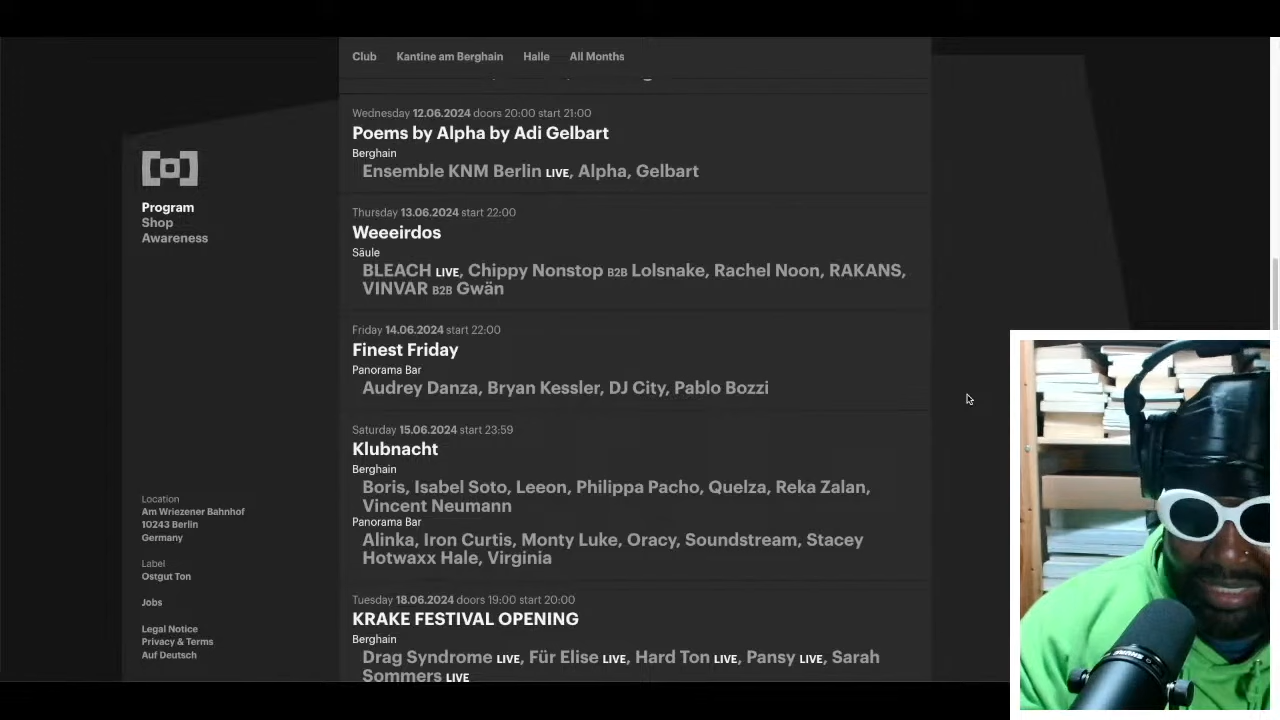 Club Kantine am Berghain Halle All Months
Wednesday 12.06.2024 doors 20:00 start 21:00
Poems by Alpha by Adi Gelbart
Berghain
Ensemble KNM Berlin LIVE, Alpha, Gelbart
Thursday 13.06.2024 start 22:00
Weeeirdos
Säule
BLEACH LIVE, Chippy Nonstop B2B Lolsnake, Rachel Noon, RAKANS,
VINVAR B2B Gwän
Friday 14.06.2024 start 22:00
Finest Friday
Panorama Bar
Audrey Danza, Bryan Kessler, DJ City, Pablo Bozzi
Saturday 15.06.2024 start 23:59
Klubnacht
Berghain
Boris, Isabel Soto, Leeon, Philippa Pacho, Quelza, Reka Zalan,
Vincent Neumann
Panorama Bar
Alinka, Iron Curtis, Monty Luke, Oracy, Soundstream, Stacey
Hotwaxx Hale, Virginia
Tuesday 18.06.2024 doors 19:00 start 20:00
KRAKE FESTIVAL OPENING
Berghain
Drag Syndrome LIVE, Für Elise LIVE, Hard Ton LIVE, Pansy LIVE, Sarah
Sommers LIVE
Program
Shop
Awareness
Location
Am Wriezener Bahnhof
10243 Berlin
Germany
Label
Ostgut Ton
Jobs
Legal Notice
Privacy & Terms
Auf Deutsch